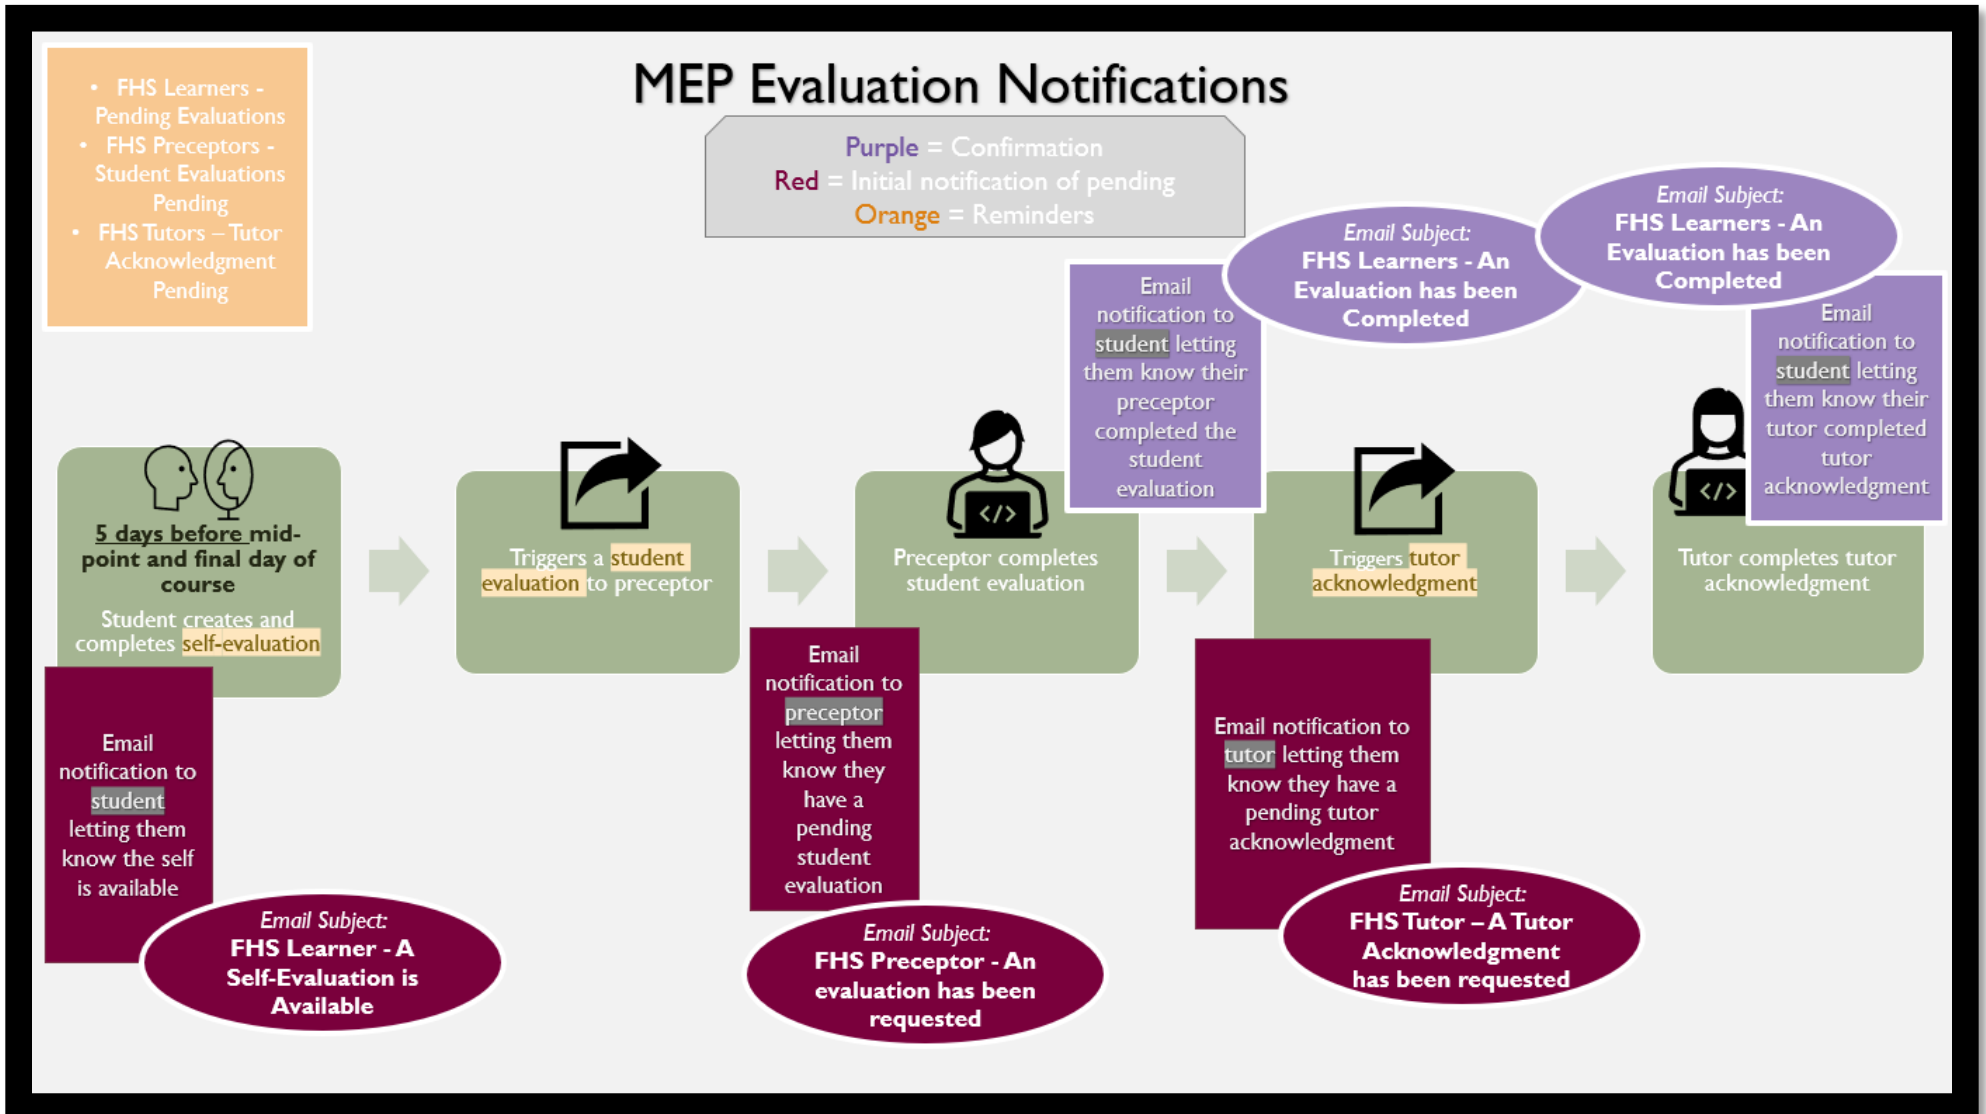 MEP Evaluation Notifications
• FHS Learners -
Pending Evaluations
• FHS Preceptors -
Student Evaluations
Pending
• FHS Tutors – Tutor
Acknowledgment
Pending
Purple = Confirmation
Red = Initial notification of pending
Orange = Reminders
5 days before mid-
point and final day of
course
Student creates and
completes self-evaluation
Email
notification to
student
letting them
know the self
is available
Email Subject:
FHS Learner - A
Self-Evaluation is
Available
Triggers a student
evaluation to preceptor
Email
notification to
preceptor
letting them
know they
have a
pending
student
evaluation
Email Subject:
FHS Preceptor - An
evaluation has been
requested
</>
Preceptor completes
student evaluation
Email
notification to
student letting
them know their
preceptor
completed the
student
evaluation
Email Subject:
FHS Learners - An
Evaluation has been
Completed
Triggers tutor
acknowledgment
Email notification to
tutor letting them
know they have a
pending tutor
acknowledgment
Email Subject:
FHS Tutor – A Tutor
Acknowledgment
has been requested
</>
Tutor completes tutor
acknowledgment
Email
notification to
student letting
them know their
tutor completed
tutor
acknowledgment
Email Subject:
FHS Learners - An
Evaluation has been
Completed